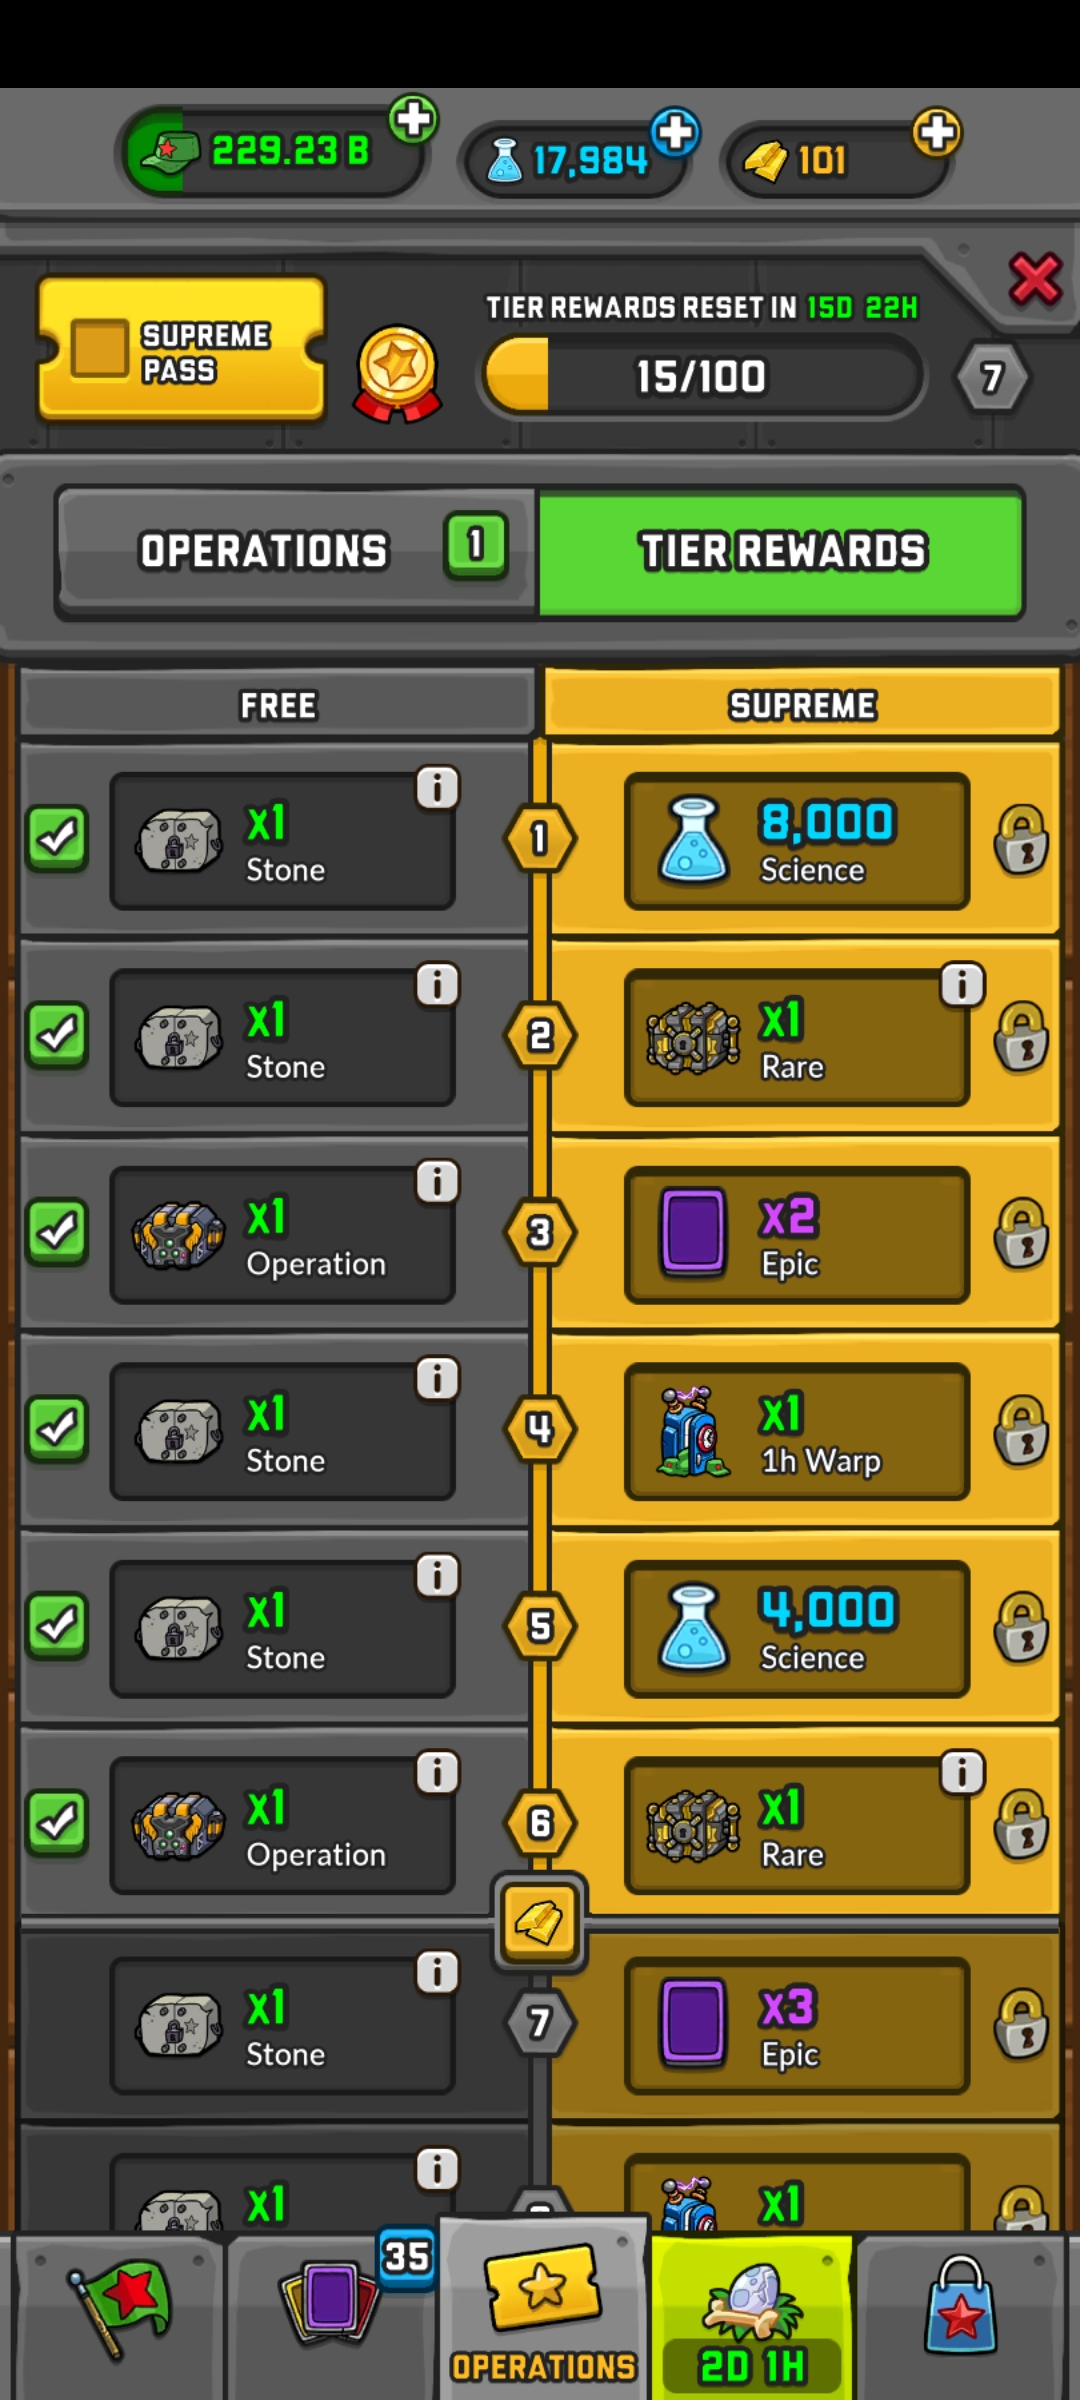 229.23 B
17,984
101
SUPREME
PASS
TIER REWARDS RESET IN 15D 22H
15/100
7
OPERATIONS
1
TIER REWARDS
FREE
SUPREME
x1
Stone
1
8,000
Science
x1
Stone
2
x1
Rare
x1
Operation
3
x2
Epic
x1
Stone
4
x1
1h Warp
x1
Stone
5
4,000
Science
x1
Operation
6
x1
Rare
x1
Stone
7
x3
Epic
x1
x1
35
OPERATIONS
2D 1H